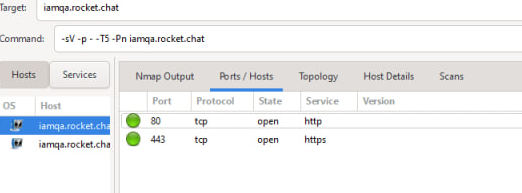 Target: iamqa.rocket.chat
Command: -sV -p - -T5 -Pn iamqa.rocket.chat
Hosts Services
Nmap Output Ports / Hosts Topology Host Details Scans
OS Host
Port Protocol State Service Version
iamqa.rocket.cha
80 tcp open http
iamqa.rocket.cha
443 tcp open https